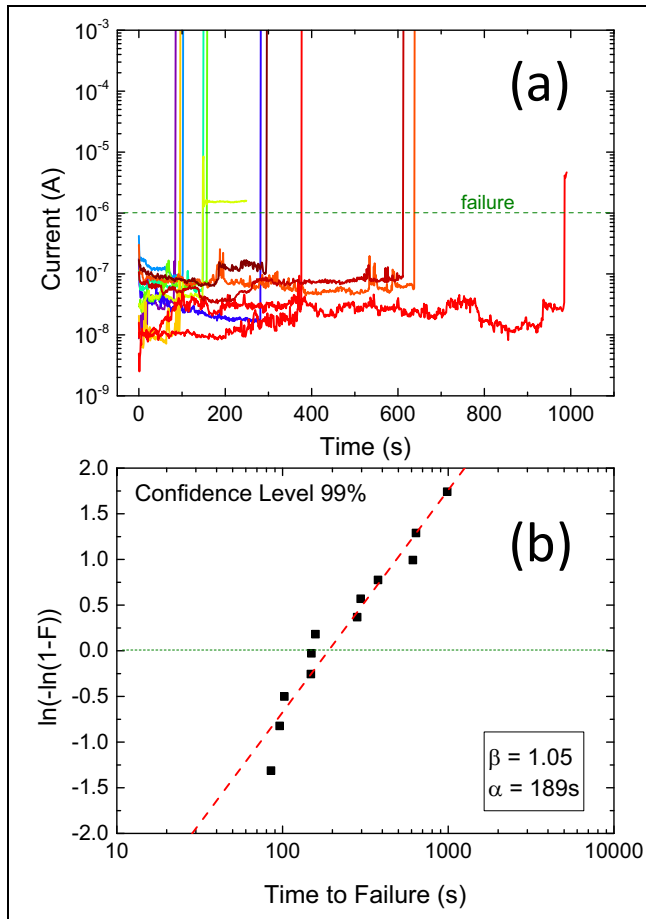 10⁻³
10⁻⁴
10⁻⁵
10⁻⁶
10⁻⁷
10⁻⁸
10⁻⁹
Current (A)
(a)
failure
0 200 400 600 800 1000
Time (s)
2.0
1.5
1.0
0.5
0.0
-0.5
-1.0
-1.5
-2.0
ln(-ln(1-F))
Confidence Level 99%
(b)
β = 1.05
α = 189s
10 100 1000 10000
Time to Failure (s)